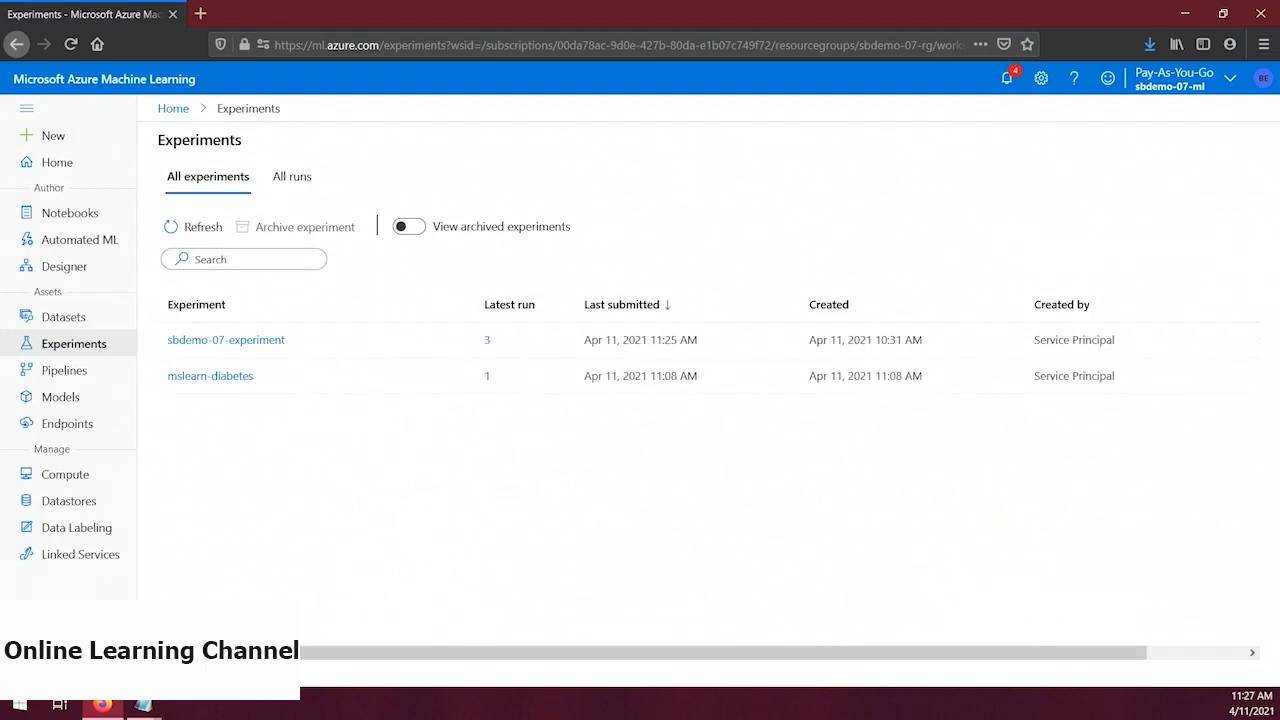 Experiments - Microsoft Azure Mac
https://ml.azure.com/experiments?wsid=/subscriptions/00da78ac-9d0e-427b-80da-e1b07c749f72/resourcegroups/sbdemo-07-rg/works
Microsoft Azure Machine Learning
4
Pay-As-You-Go
sbdemo-07-ml
BE
Home > Experiments
New
Home
Author
Notebooks
Automated ML
Designer
Assets
Datasets
Experiments
Pipelines
Models
Endpoints
Manage
Compute
Datastores
Data Labeling
Linked Services
Experiments
All experiments All runs
Refresh Archive experiment View archived experiments
Search
Experiment Latest run Last submitted ↓ Created Created by
sbdemo-07-experiment 3 Apr 11, 2021 11:25 AM Apr 11, 2021 10:31 AM Service Principal
mslearn-diabetes 1 Apr 11, 2021 11:08 AM Apr 11, 2021 11:08 AM Service Principal
Online Learning Channel
11:27 AM
4/11/2021